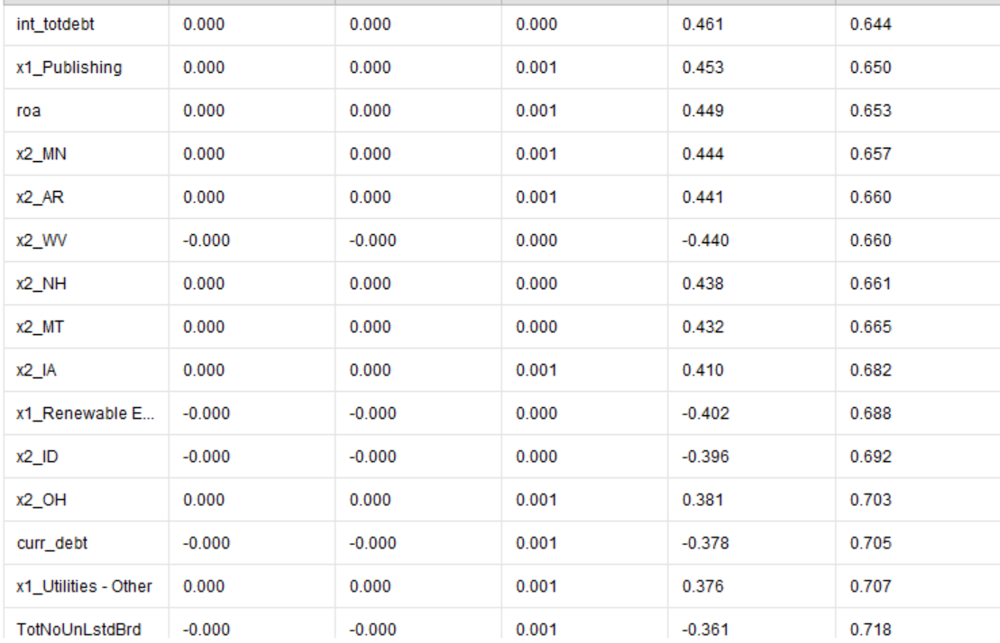 int_totdebt 0.000 0.000 0.000 0.461 0.644
x1_Publishing 0.000 0.000 0.001 0.453 0.650
roa 0.000 0.000 0.001 0.449 0.653
x2_MN 0.000 0.000 0.001 0.444 0.657
x2_AR 0.000 0.000 0.001 0.441 0.660
x2_WV -0.000 -0.000 0.000 -0.440 0.660
x2_NH 0.000 0.000 0.000 0.438 0.661
x2_MT 0.000 0.000 0.000 0.432 0.665
x2_IA 0.000 0.000 0.001 0.410 0.682
x1_Renewable E... -0.000 -0.000 0.000 -0.402 0.688
x2_ID -0.000 -0.000 0.000 -0.396 0.692
x2_OH 0.000 0.000 0.001 0.381 0.703
curr_debt -0.000 -0.000 0.001 -0.378 0.705
x1_Utilities - Other 0.000 0.000 0.001 0.376 0.707
TotNoUnLstdBrd -0.000 -0.000 0.001 -0.361 0.718